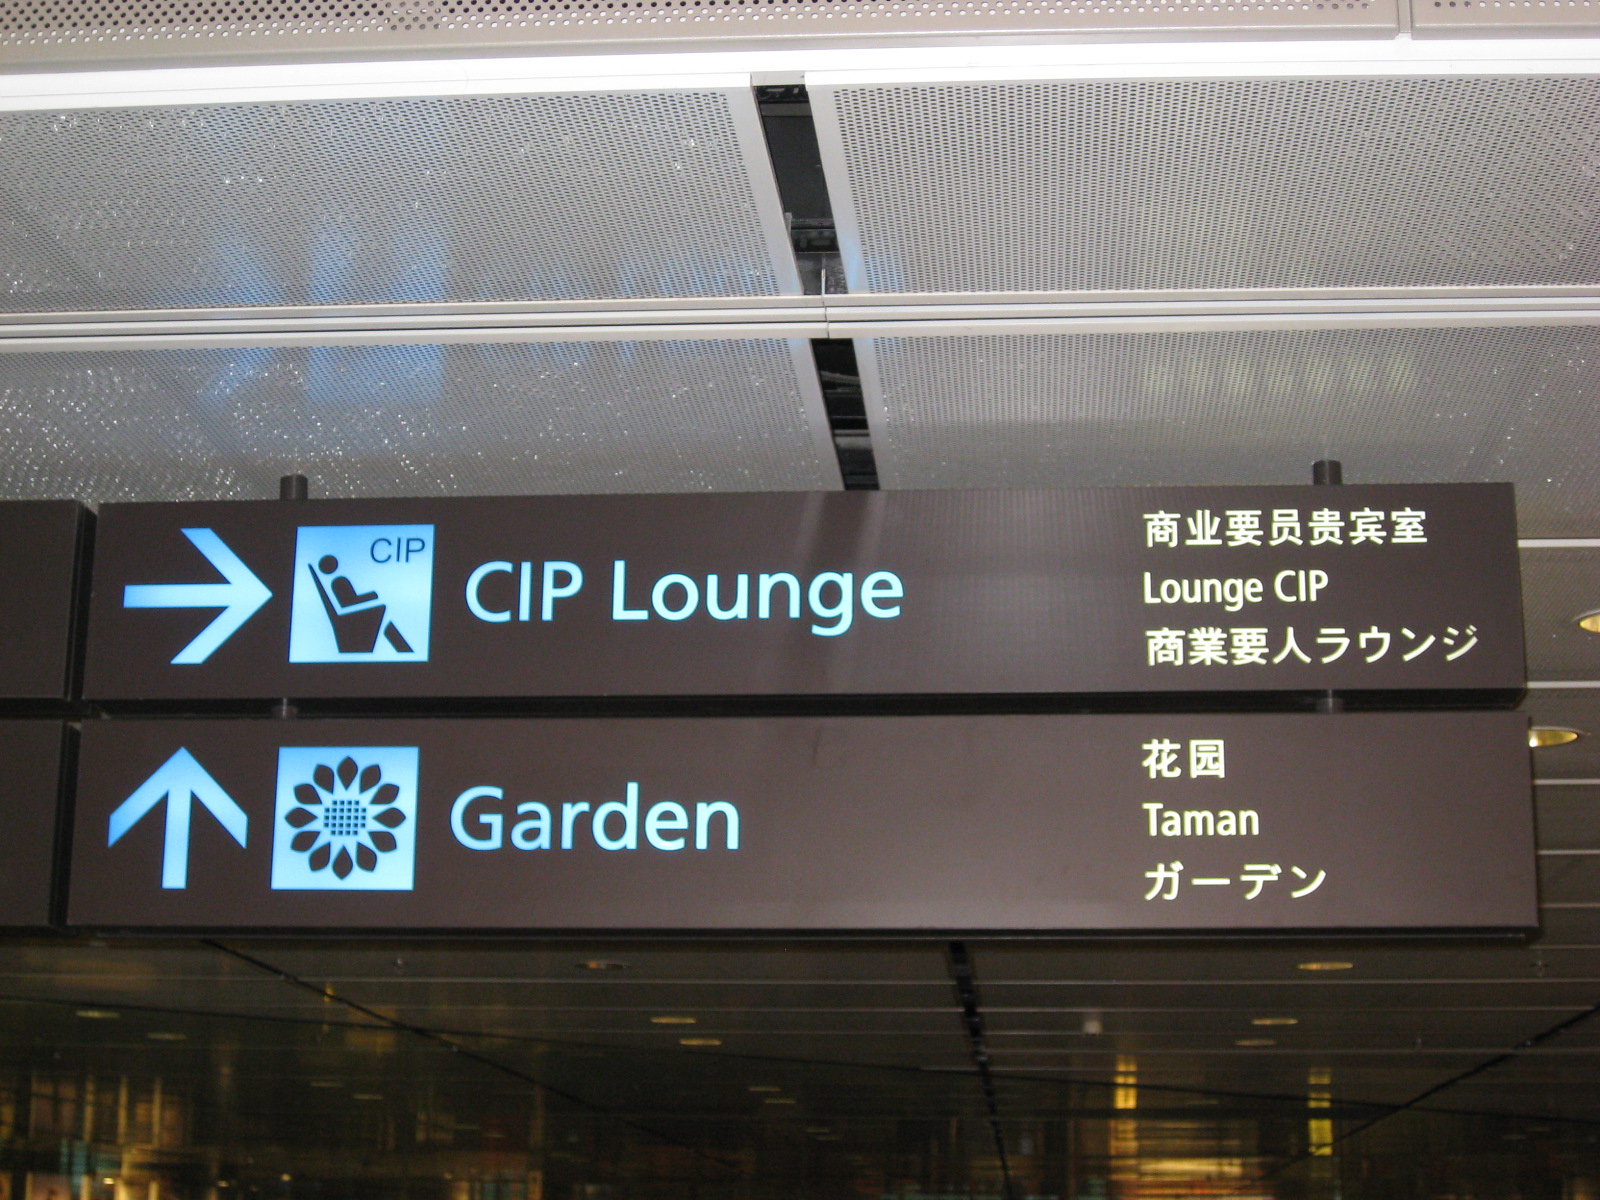 CIP
CIP Lounge
商业要员贵宾室
Lounge CIP
商業要人ラウンジ
Garden
花园
Taman
ガーデン